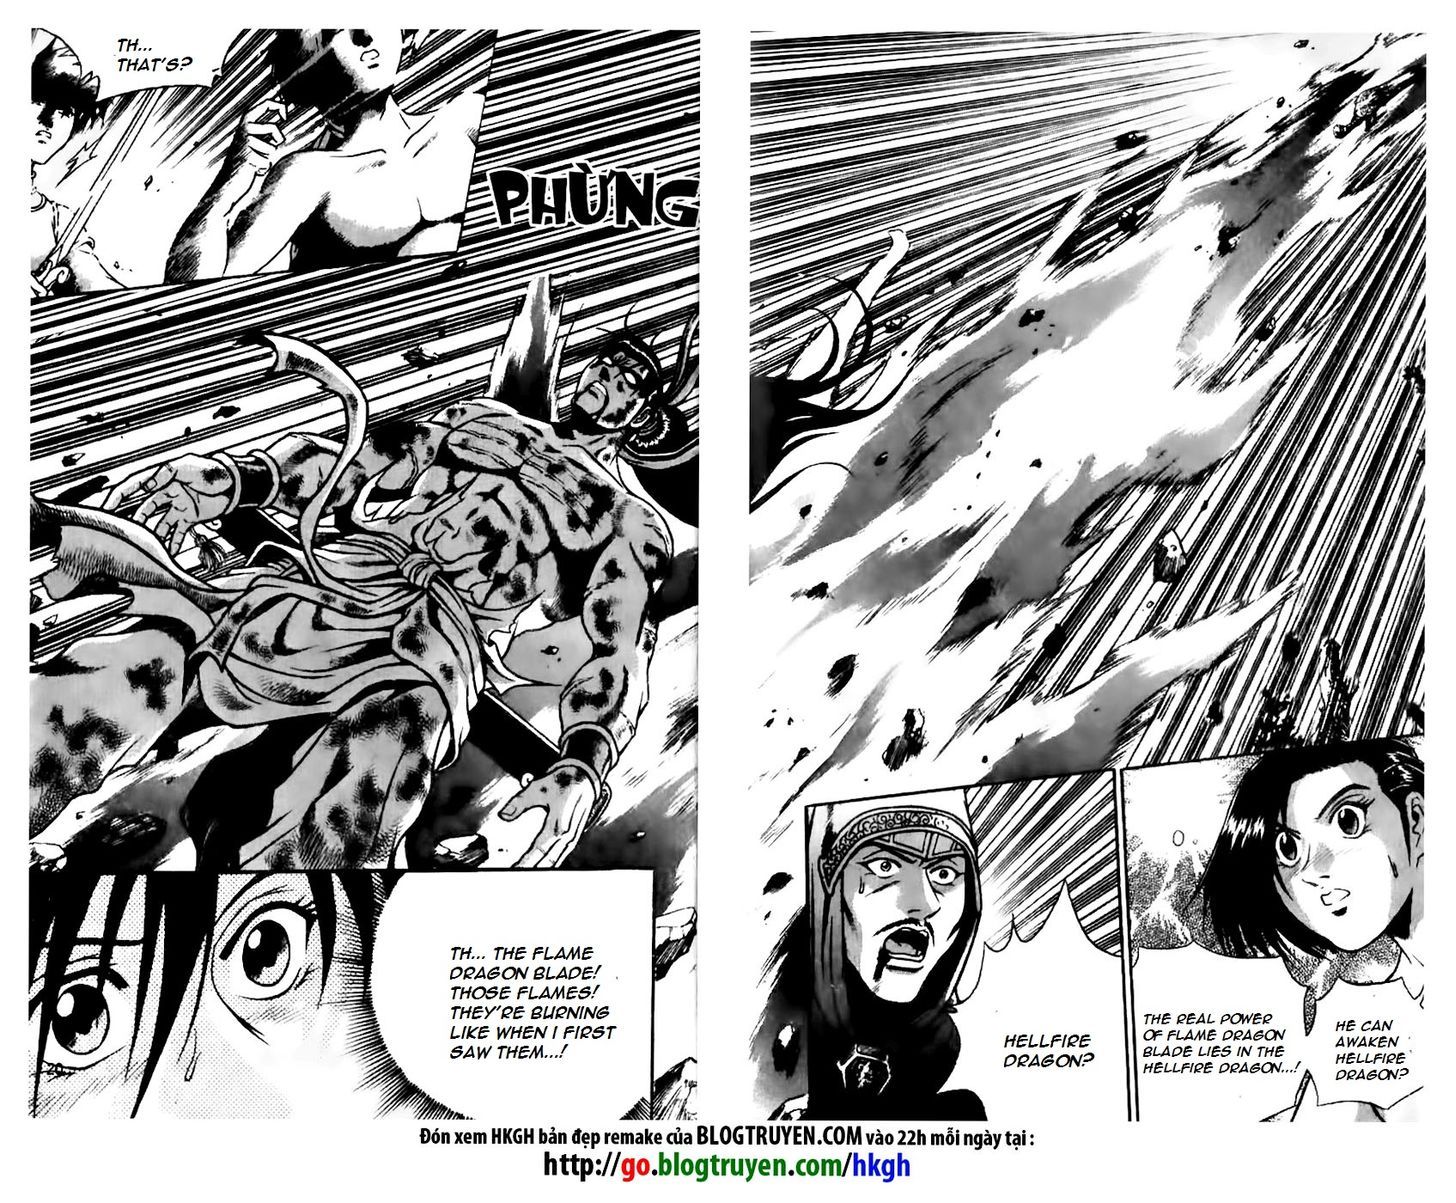 TH...
THAT'S?
PHỪNG
TH... THE FLAME
DRAGON BLADE!
THOSE FLAMES!
THEY'RE BURNING
LIKE WHEN I FIRST
SAW THEM...!
20
HELLFIRE
DRAGON?
THE REAL POWER
OF FLAME DRAGON
BLADE LIES IN THE
HELLFIRE DRAGON...!
HE CAN
AWAKEN
HELLFIRE
DRAGON?
Đón xem HKGH bản đẹp remake của BLOGTRUYEN.COM vào 22h mỗi ngày tại :
http://go.blogtruyen.com/hkgh